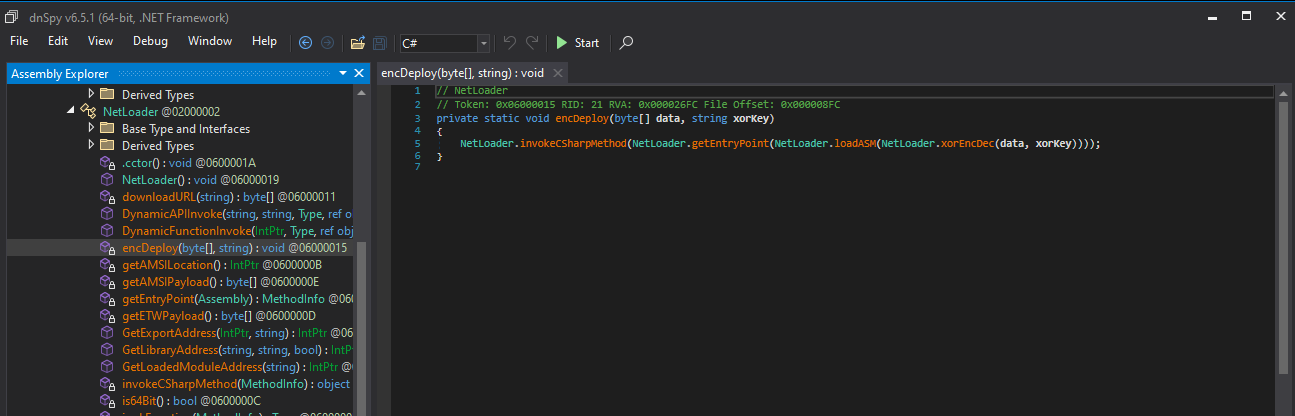 dnSpy v6.5.1 (64-bit, .NET Framework)
File Edit View Debug Window Help C# Start
Assembly Explorer
Derived Types
NetLoader @02000002
Base Type and Interfaces
Derived Types
.cctor() : void @0600001A
NetLoader() : void @06000019
downloadURL(string) : byte[] @06000011
DynamicAPIInvoke(string, string, Type, ref o
DynamicFunctionInvoke(IntPtr, Type, ref obj
encDeploy(byte[], string) : void @06000015
getAMSILocation() : IntPtr @0600000B
getAMSIPayload() : byte[] @0600000E
getEntryPoint(Assembly) : MethodInfo @06
getETWPayload() : byte[] @0600000D
GetExportAddress(IntPtr, string) : IntPtr @06
GetLibraryAddress(string, string, bool) : IntPt
GetLoadedModuleAddress(string) : IntPtr @
invokeCSharpMethod(MethodInfo) : object
is64Bit() : bool @0600000C
encDeploy(byte[], string) : void
1 // NetLoader
2 // Token: 0x06000015 RID: 21 RVA: 0x000026FC File Offset: 0x000008FC
3 private static void encDeploy(byte[] data, string xorKey)
4 {
5 NetLoader.invokeCSharpMethod(NetLoader.getEntryPoint(NetLoader.loadASM(NetLoader.xorEncDec(data, xorKey))));
6 }
7